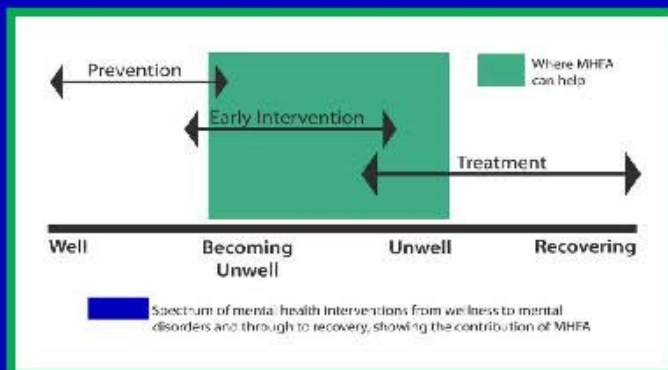 Prevention
Where MHFA
can help
Early Intervention
Treatment
Well
Becoming
Unwell
Unwell
Recovering
Spectrum of mental health interventions from wellness to mental
disorders and through to recovery, showing the contribution of MHFA